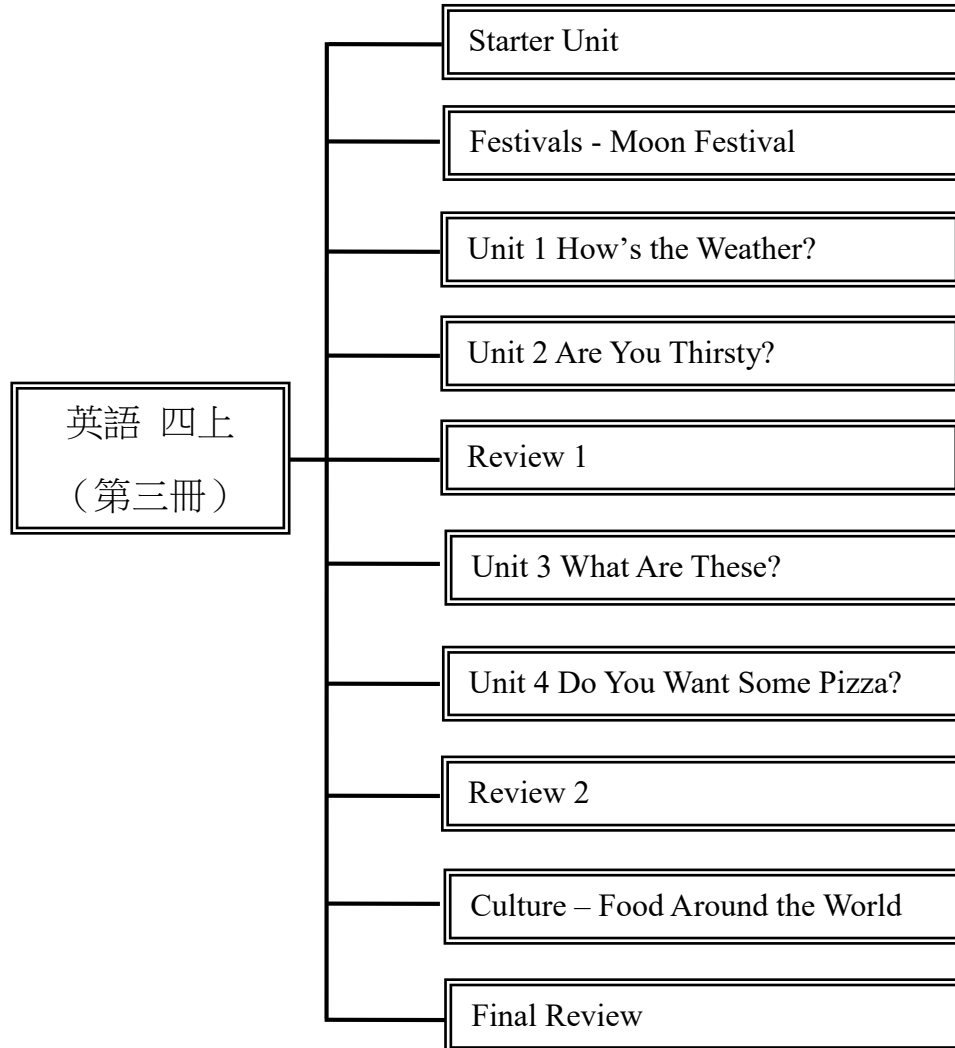 英語 四上
（第三冊）
Starter Unit
Festivals - Moon Festival
Unit 1 How’s the Weather?
Unit 2 Are You Thirsty?
Review 1
Unit 3 What Are These?
Unit 4 Do You Want Some Pizza?
Review 2
Culture – Food Around the World
Final Review